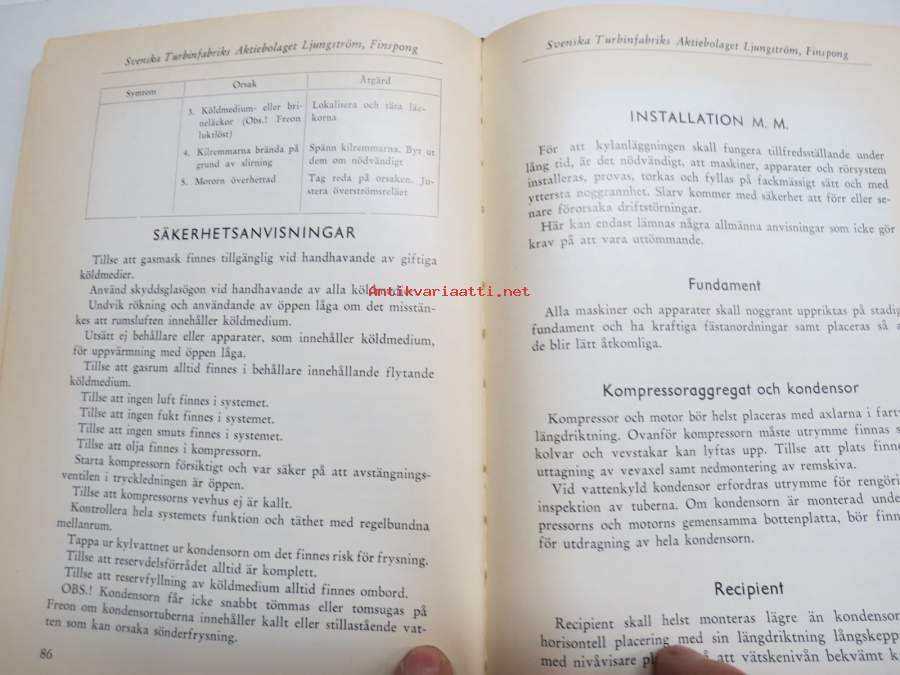 Svenska Turbinfabriks Aktiebolaget Ljungström, Finspong
Symtom Orsak Åtgärd
3. Köldmedium- eller bri- Lokalisera och täta läc-
neläckor (Obs.! Freon korna
luktlöst)
4. Kilremmarna brända på Spänn kilremmarna. Byt ut
grund av slirning dem om nödvändigt
5. Motorn överhettad Tag reda på orsaken. Ju-
stera överströmsreläer
SÄKERHETSANVISNINGAR
Tillse att gasmask finnes tillgänglig vid handhavande av giftiga
köldmedier.
Använd skyddsglasögon vid handhavande av alla
Undvik rökning och användande av öppen låga om det misstän-
kes att rumsluften innehåller köldmedium.
Utsätt ej behållare eller apparater, som innehåller köldmedium,
för uppvärmning med öppen låga.
Tillse att gasrum alltid finnes i behållare innehållande flytande
köldmedium.
Tillse att ingen luft finnes i systemet.
Tillse att ingen fukt finnes i systemet.
Tillse att ingen smuts finnes i systemet.
Tillse att olja finnes i kompressorn.
Starta kompressorn försiktigt och var säker på att avstängnings-
ventilen i tryckledningen är öppen.
Tillse att kompressorns vevhus ej är kallt.
Kontrollera hela systemets funktion och täthet med regelbundna
mellanrum.
Tappa ur kylvattnet ur kondensorn om det finnes risk för frysning.
Tillse att reservdelsförrådet alltid är komplett.
Tillse att reservfyllning av köldmedium alltid finnes ombord.
OBS.! Kondensorn får icke snabbt tömmas eller tomsugas på
Freon om kondensortuberna innehåller kallt eller stillastående vat-
ten som kan orsaka sönderfrysning.
86
Svenska Turbinfabriks Aktiebolaget Ljungström, Finspong
INSTALLATION M. M.
För att kylanläggningen skall fungera tillfredsställande under
lång tid, är det nödvändigt, att maskiner, apparater och rörsystem
installeras, provas, torkas och fyllas på fackmässigt sätt och med
yttersta noggrannhet. Slarv kommer med säkerhet att förr eller se-
nare förorsaka driftstörningar.
Här kan endast lämnas några allmänna anvisningar som icke gör
krav på att vara uttömmande.
Fundament
Alla maskiner och apparater skall noggrant uppriktas på stadig
fundament och ha kraftiga fästanordningar samt placeras så a
de blir lätt åtkomliga.
Kompressoraggregat och kondensor
Kompressor och motor bör helst placeras med axlarna i fart
längdriktning. Ovanför kompressorn måste utrymme finnas s
kolvar och vevstakar kan lyftas upp. Tillse att plats finne
uttagning av vevaxel samt nedmontering av remskiva.
Vid vattenkyld kondensor erfordras utrymme för rengöri
inspektion av tuberna. Om kondensorn är monterad unde
pressorns och motorns gemensamma bottenplatta, bör finn
för utdragning av hela kondensorn.
Recipient
Recipient skall helst monteras lägre än kondensor
horisontell placering med sin längdriktning långskepp
med nivåvisare på att vätskenivån bekvämt k
Antikvariaatti.net